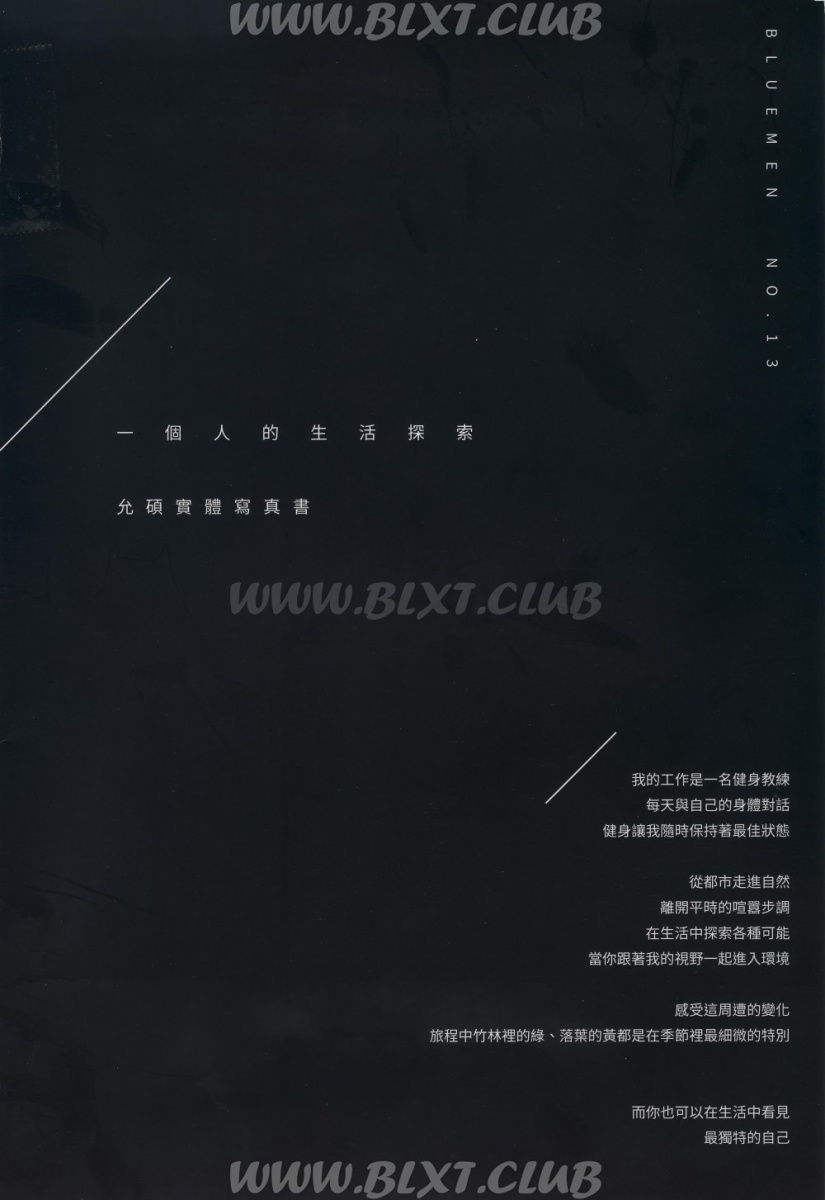 WWW.BLXT.CLUB
BLUEMEN NO.13
一個人的生活探索
允碩實體寫真書
WWW.BLXT.CLUB
我的工作是一名健身教練
每天與自己的身體對話
健身讓我隨時保持著最佳狀態
從都市走進自然
離開平時的喧囂步調
在生活中探索各種可能
當你跟著我的視野一起進入環境
感受這周遭的變化
旅程中竹林裡的綠、落葉的黃都是在季節裡最細微的特別
而你也可以在生活中看見
最獨特的自己
WWW.BLXT.CLUB